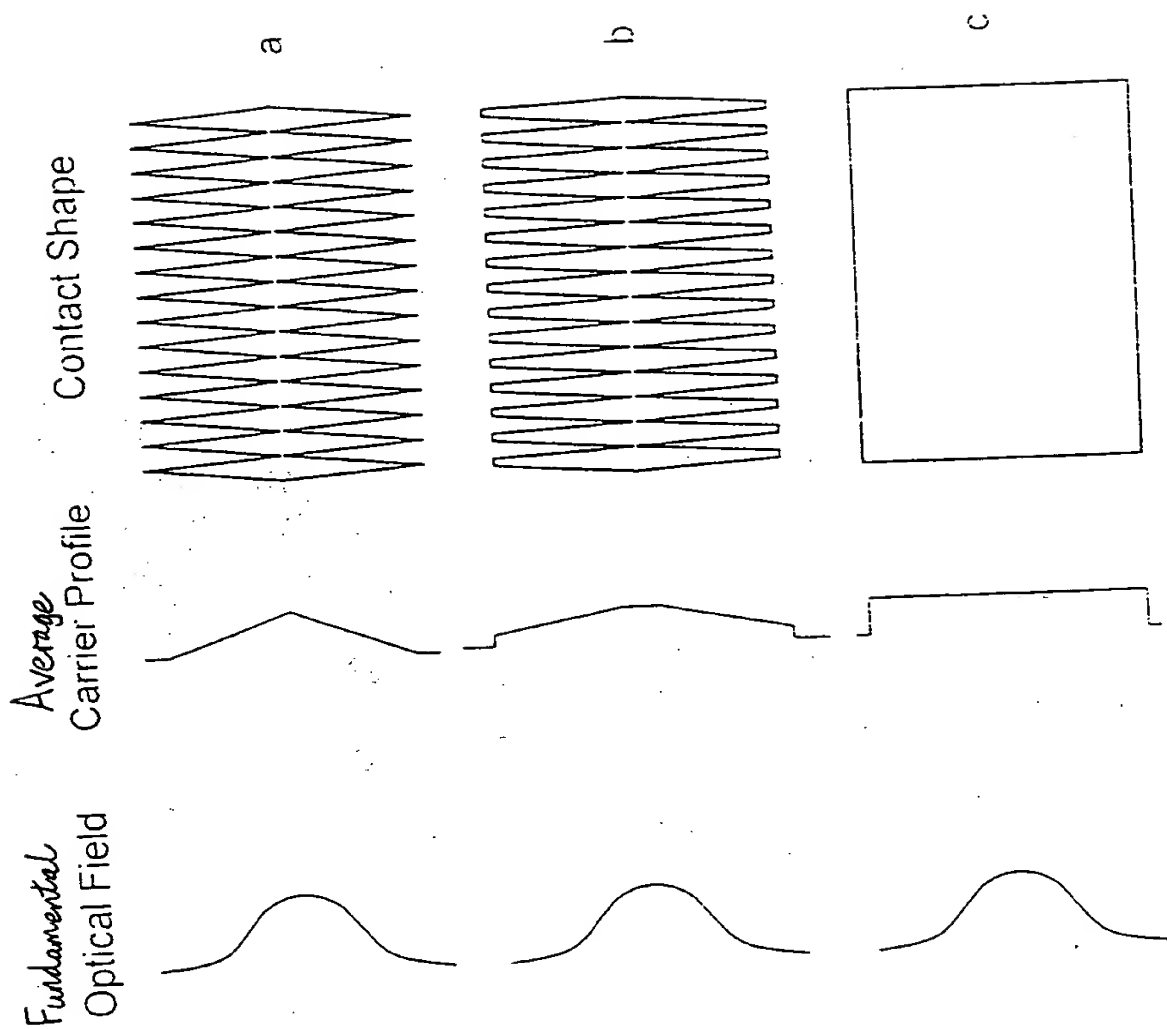 Contact Shape
Average
Carrier Profile
Fundamental
Optical Field
a
b
c